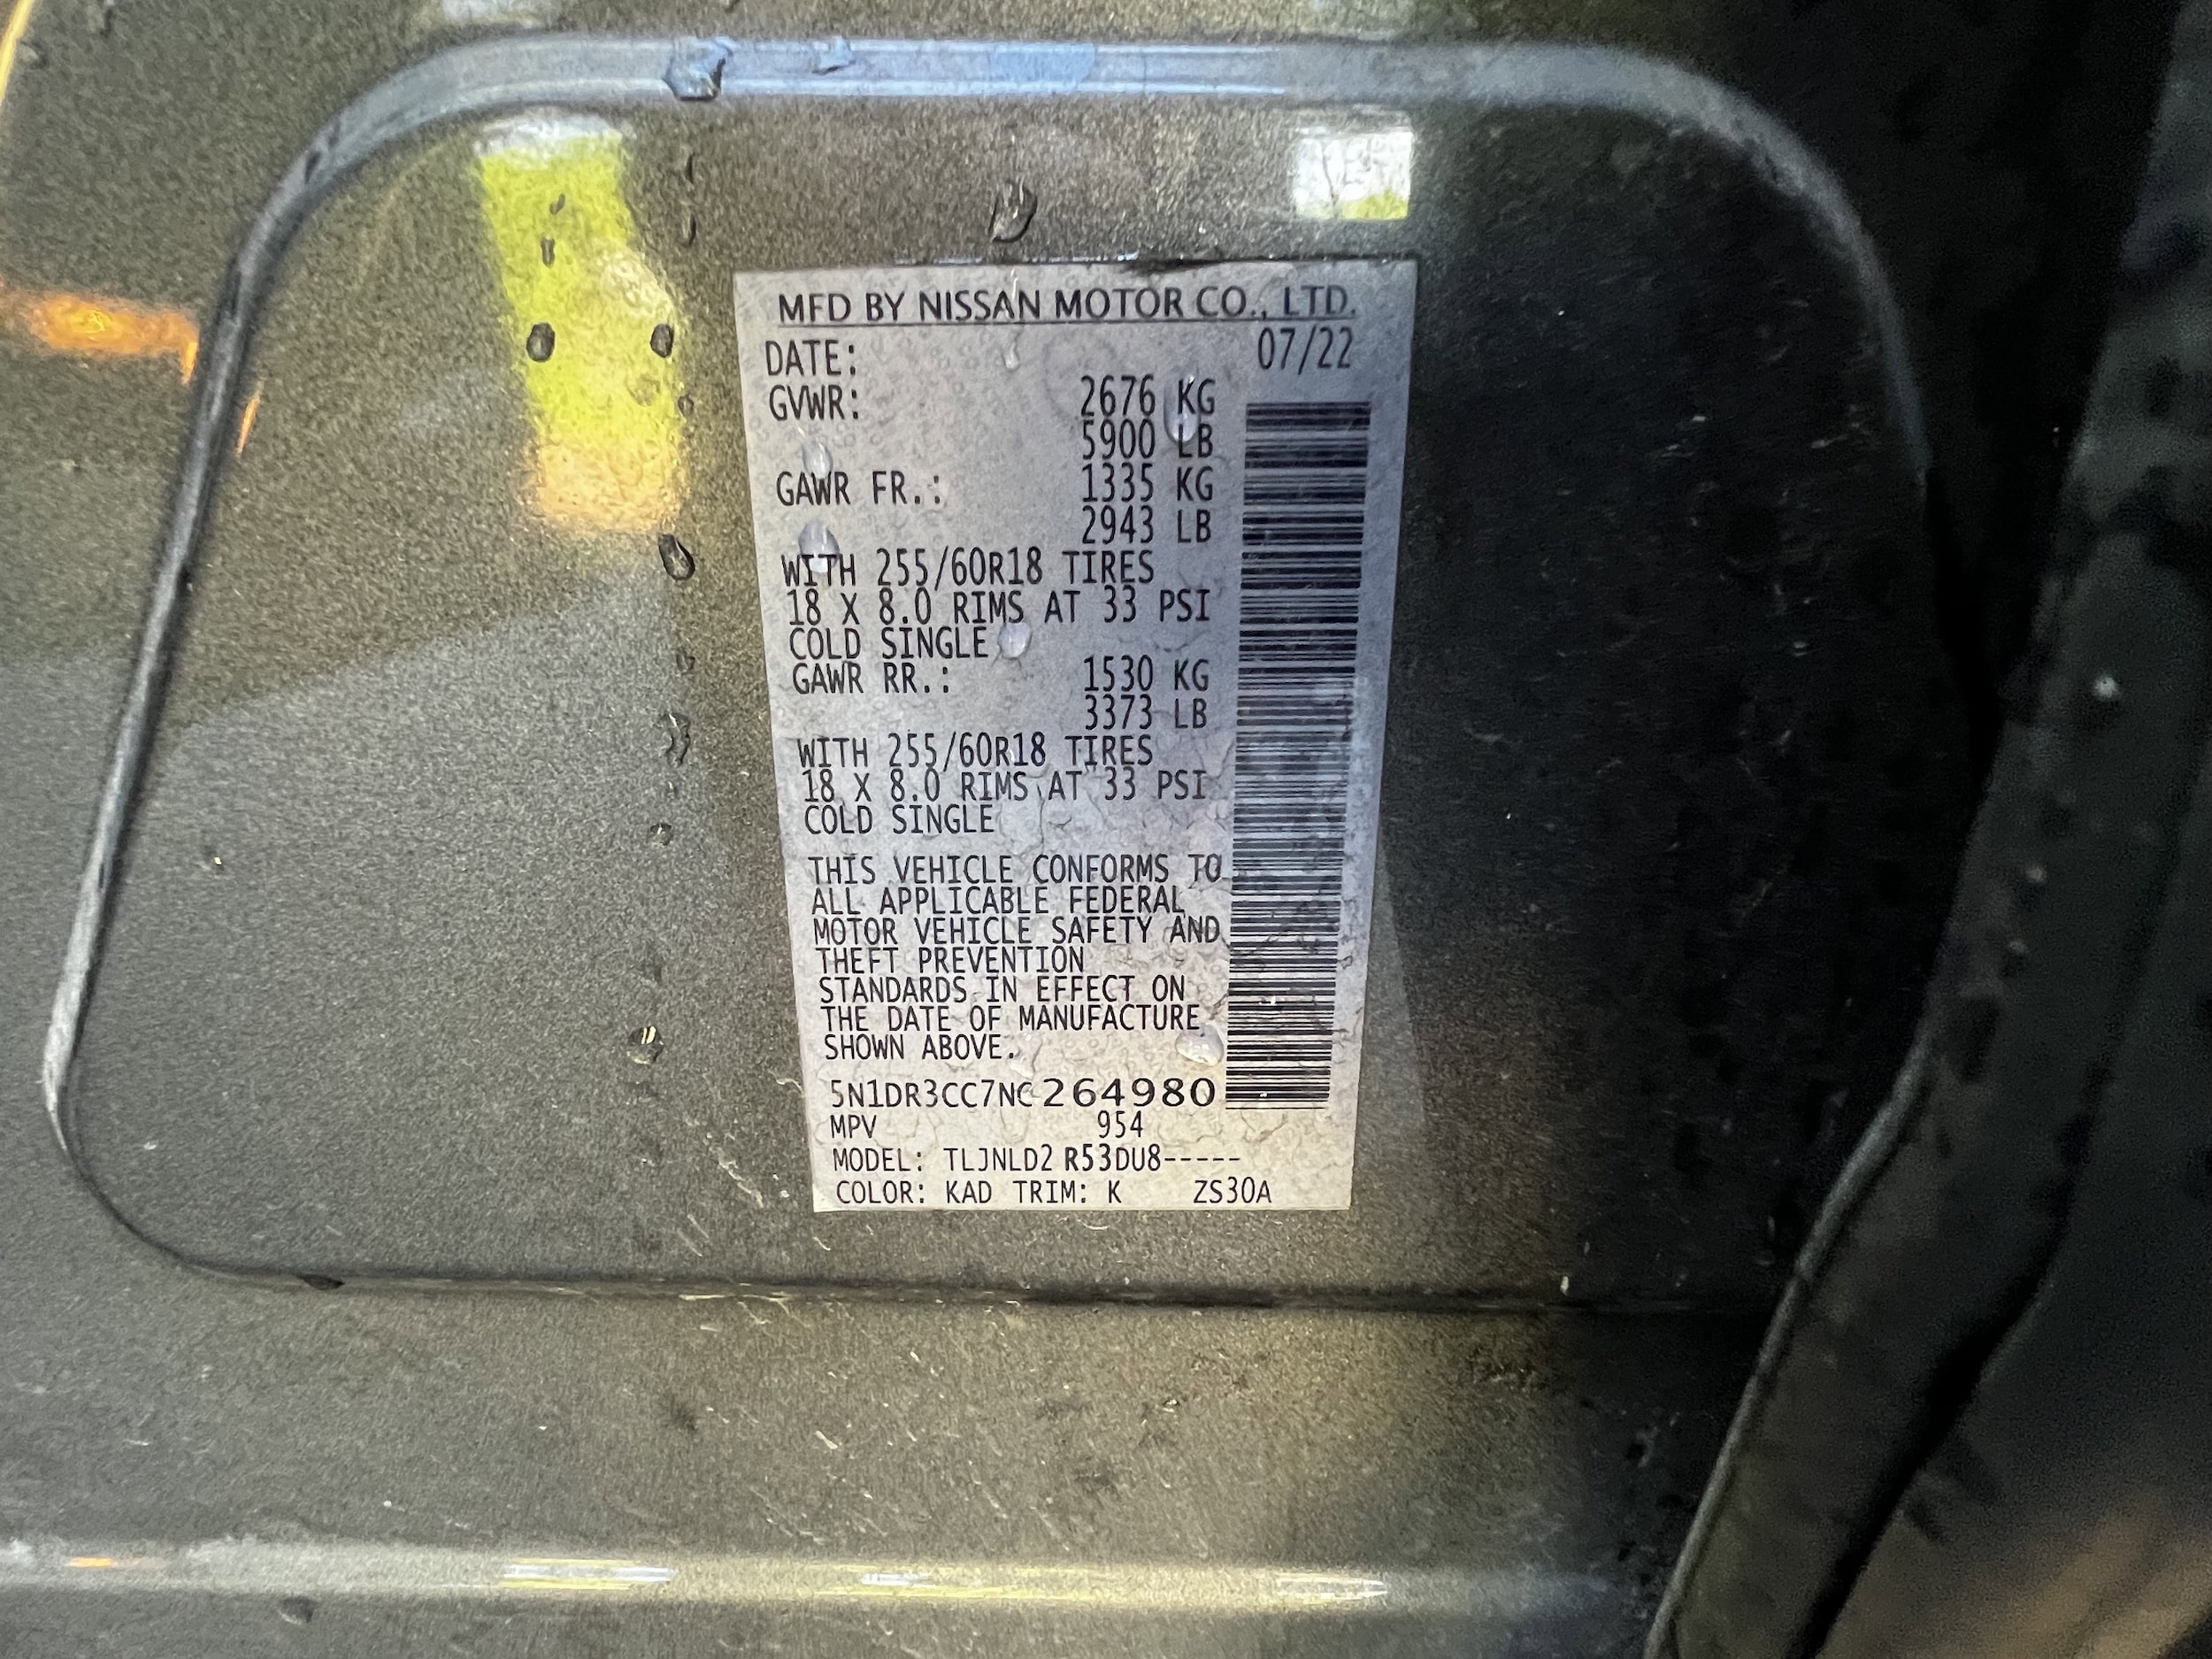 MFD BY NISSAN MOTOR CO., LTD.
DATE: 07/22
GVWR: 2676 KG
5900 LB
GAWR FR.: 1335 KG
2943 LB
WITH 255/60R18 TIRES
18 X 8.0 RIMS AT 33 PSI
COLD SINGLE
GAWR RR.: 1530 KG
3373 LB
WITH 255/60R18 TIRES
18 X 8.0 RIMS AT 33 PSI
COLD SINGLE
THIS VEHICLE CONFORMS TO
ALL APPLICABLE FEDERAL
MOTOR VEHICLE SAFETY AND
THEFT PREVENTION
STANDARDS IN EFFECT ON
THE DATE OF MANUFACTURE
SHOWN ABOVE.
5N1DR3CC7NC264980
MPV 954
MODEL: TLJNLD2 R53DU8-----
COLOR: KAD TRIM: K ZS30A